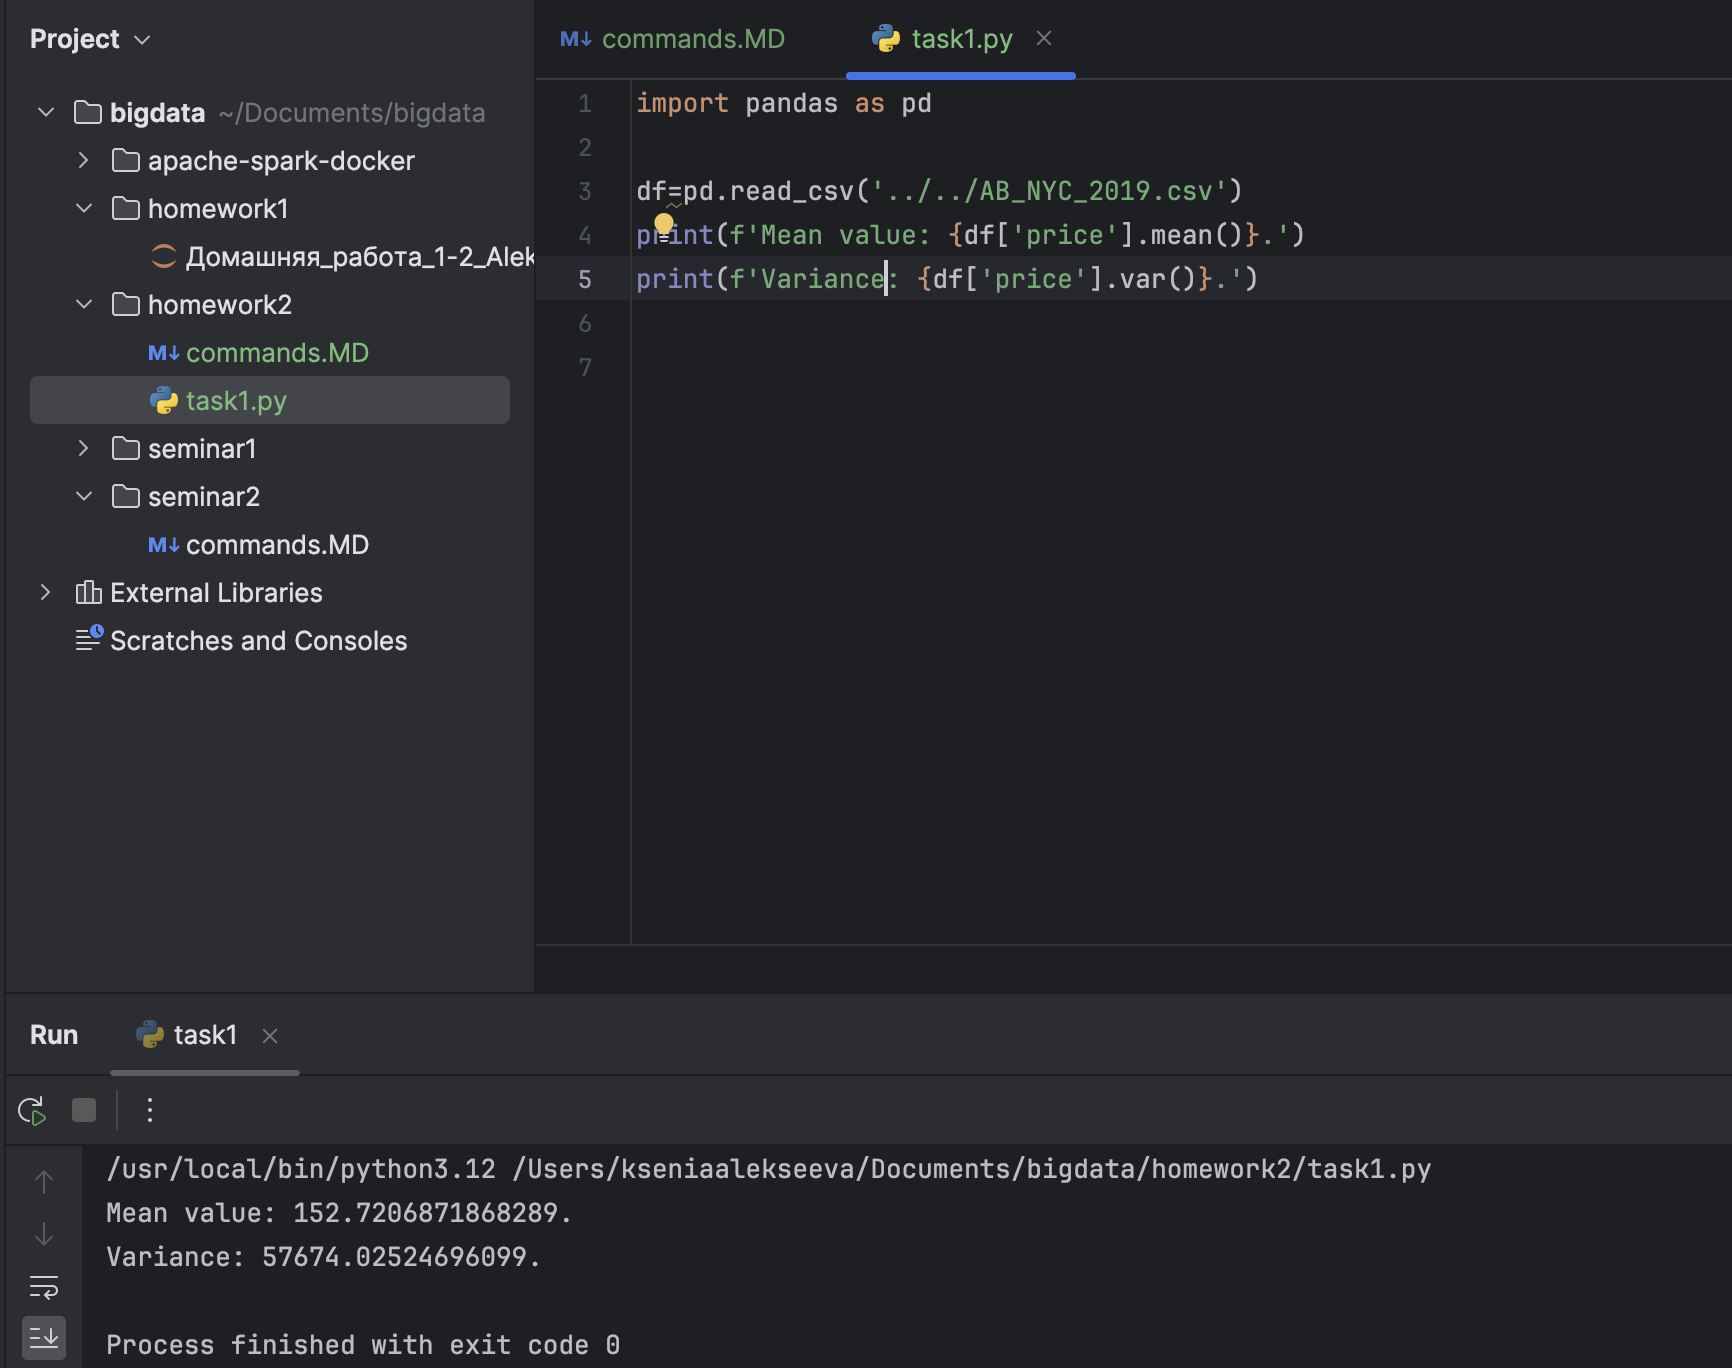 Project
bigdata ~/Documents/bigdata
apache-spark-docker
homework1
Домашняя_работа_1-2_Alek
homework2
M↓ commands.MD
task1.py
seminar1
seminar2
M↓ commands.MD
External Libraries
Scratches and Consoles
M↓ commands.MD
task1.py
1 import pandas as pd
2
3 df=pd.read_csv('../../AB_NYC_2019.csv')
4 print(f'Mean value: {df['price'].mean()}.')
5 print(f'Variance: {df['price'].var()}.')
6
7
Run
task1
/usr/local/bin/python3.12 /Users/kseniaalekseeva/Documents/bigdata/homework2/task1.py
Mean value: 152.7206871868289.
Variance: 57674.02524696099.
Process finished with exit code 0